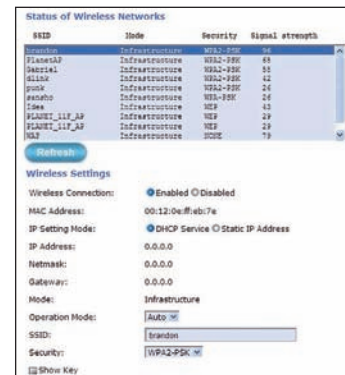 Status of Wireless Networks
SSID Mode Security Signal strength
brandon Infrastructure WPA2-PSK 96
PlanetAP Infrastructure WPA2-PSK 65
Gabriel Infrastructure WPA2-PSK 55
dlink Infrastructure WPA2-PSK 42
punk Infrastructure WPA2-PSK 26
sensho Infrastructure WPA-PSK 26
Idea Infrastructure WEP 43
PLANET_11F_AP Infrastructure WEP 29
PLANET_11F_AP Infrastructure WEP 29
WAP Infrastructure NONE 79
Refresh
Wireless Settings
Wireless Connection: Enabled Disabled
MAC Address: 00:12:0e:ff:eb:7e
IP Setting Mode: DHCP Service Static IP Address
IP Address: 0.0.0.0
Netmask: 0.0.0.0
Gateway: 0.0.0.0
Mode: Infrastructure
Operation Mode: Auto
SSID: brandon
Security: WPA2-PSK
Show Key